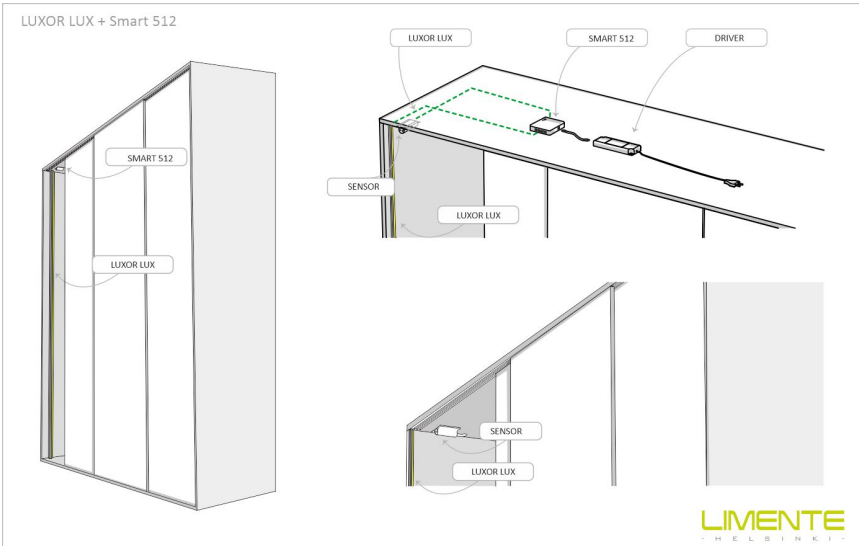 LUXOR LUX + Smart 512
SMART 512
LUXOR LUX
LUXOR LUX
SMART 512
DRIVER
SENSOR
LUXOR LUX
SENSOR
LUXOR LUX
LIMENTE
- HELSINKI -